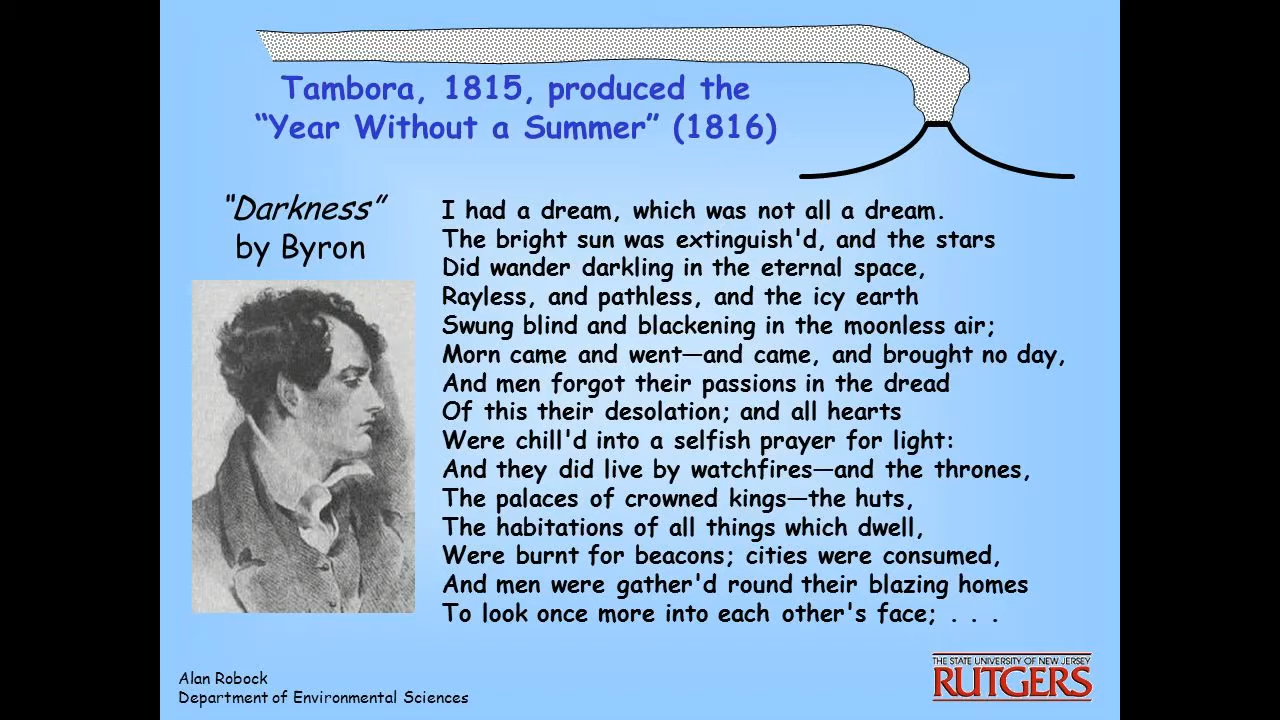 Tambora, 1815, produced the
“Year Without a Summer” (1816)
“Darkness”
by Byron
I had a dream, which was not all a dream.
The bright sun was extinguish'd, and the stars
Did wander darkling in the eternal space,
Rayless, and pathless, and the icy earth
Swung blind and blackening in the moonless air;
Morn came and went—and came, and brought no day,
And men forgot their passions in the dread
Of this their desolation; and all hearts
Were chill'd into a selfish prayer for light:
And they did live by watchfires—and the thrones,
The palaces of crowned kings—the huts,
The habitations of all things which dwell,
Were burnt for beacons; cities were consumed,
And men were gather'd round their blazing homes
To look once more into each other's face; . . .
Alan Robock
Department of Environmental Sciences
THE STATE UNIVERSITY OF NEW JERSEY
RUTGERS